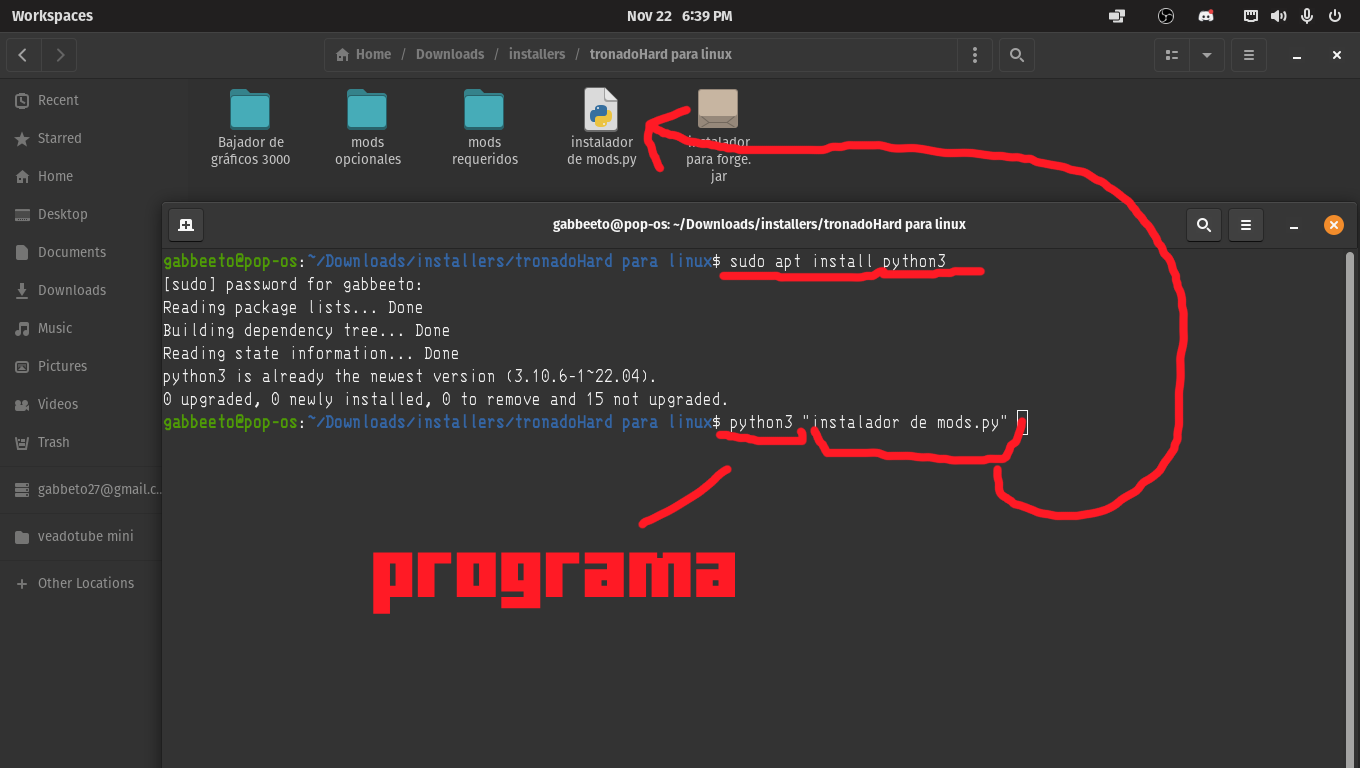 Workspaces
Nov 22 6:39 PM
Home / Downloads / installers / tronadoHard para linux
Recent
Starred
Home
Desktop
Documents
Downloads
Music
Pictures
Videos
Trash
gabbeto27@gmail.c...
veadotube mini
Other Locations
Bajador de
gráficos 3000
mods
opcionales
mods
requeridos
instalador
de mods.py
instalador
para forge.
jar
gabbeeto@pop-os: ~/Downloads/installers/tronadoHard para linux
gabbeeto@pop-os:~/Downloads/installers/tronadoHard para linux$ sudo apt install python3
[sudo] password for gabbeeto:
Reading package lists... Done
Building dependency tree... Done
Reading state information... Done
python3 is already the newest version (3.10.6-1~22.04).
0 upgraded, 0 newly installed, 0 to remove and 15 not upgraded.
gabbeeto@pop-os:~/Downloads/installers/tronadoHard para linux$ python3 "instalador de mods.py"
programa